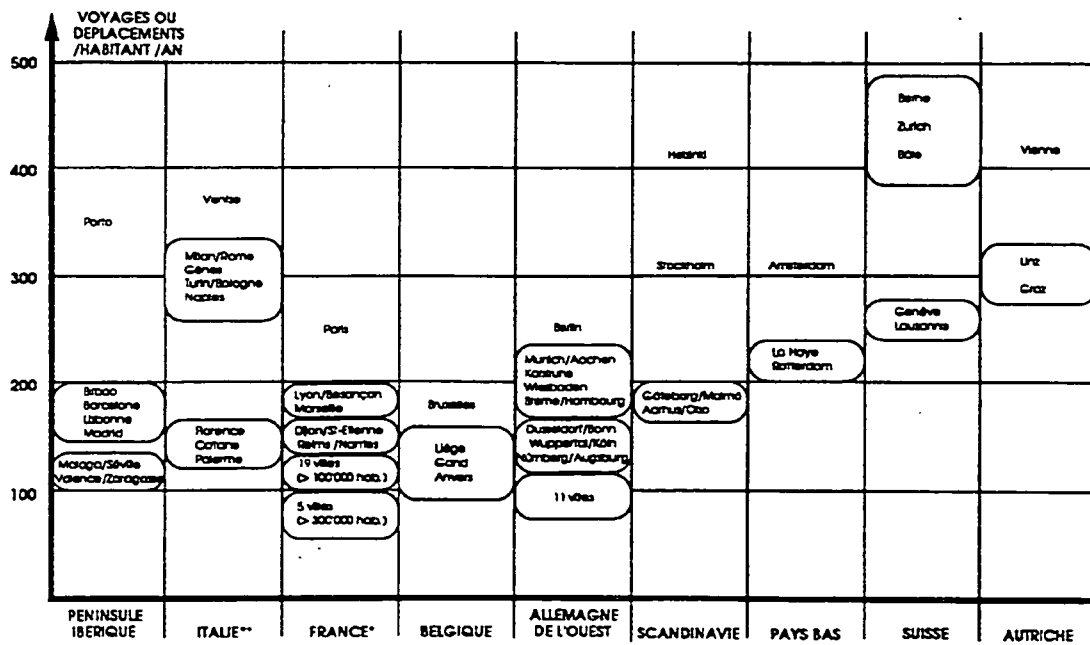 VOYAGES OU
DEPLACEMENTS
/HABITANT /AN
500
400
300
200
100
Porto
Bilbao
Barcelone
Lisbonne
Madrid
Malaga/Séville
Valence/Zaragosse
Venise
Milan/Rome
Gênes
Turin/Bologne
Naples
Florence
Catane
Palerme
Paris
Lyon/Besançon
Marseille
Dijon/St-Etienne
Reims /Nantes
19 villes
(> 100'000 hab.)
5 villes
(> 300'000 hab.)
Bruxelles
Liège
Gand
Anvers
Berlin
Munich/Aachen
Karlsruhe
Wiesbaden
Breme/Hambourg
Dusseldorf/Bonn
Wuppertal/Köln
Nürnberg/Augsburg
11 villes
Helsinki
Stockholm
Göteborg/Malmö
Aarhus/Oslo
Amsterdam
La Haye
Rotterdam
Berne
Zurich
Bâle
Genève
Lausanne
Vienne
Linz
Graz
PENINSULE
IBERIQUE
ITALIE**
FRANCE*
BELGIQUE
ALLEMAGNE
DE L'OUEST
SCANDINAVIE
PAYS BAS
SUISSE
AUTRICHE